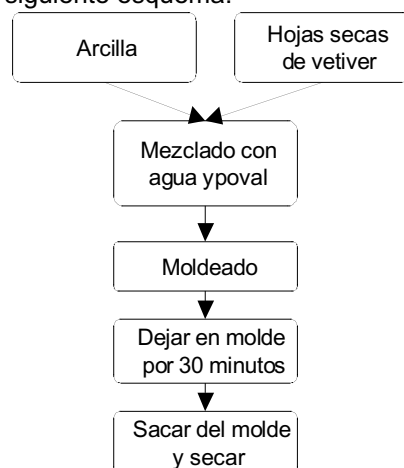 siguiente esquema:
Arcilla
Hojas secas
de vetiver
Mezclado con
agua ypoval
Moldeado
Dejar en molde
por 30 minutos
Sacar del molde
y secar